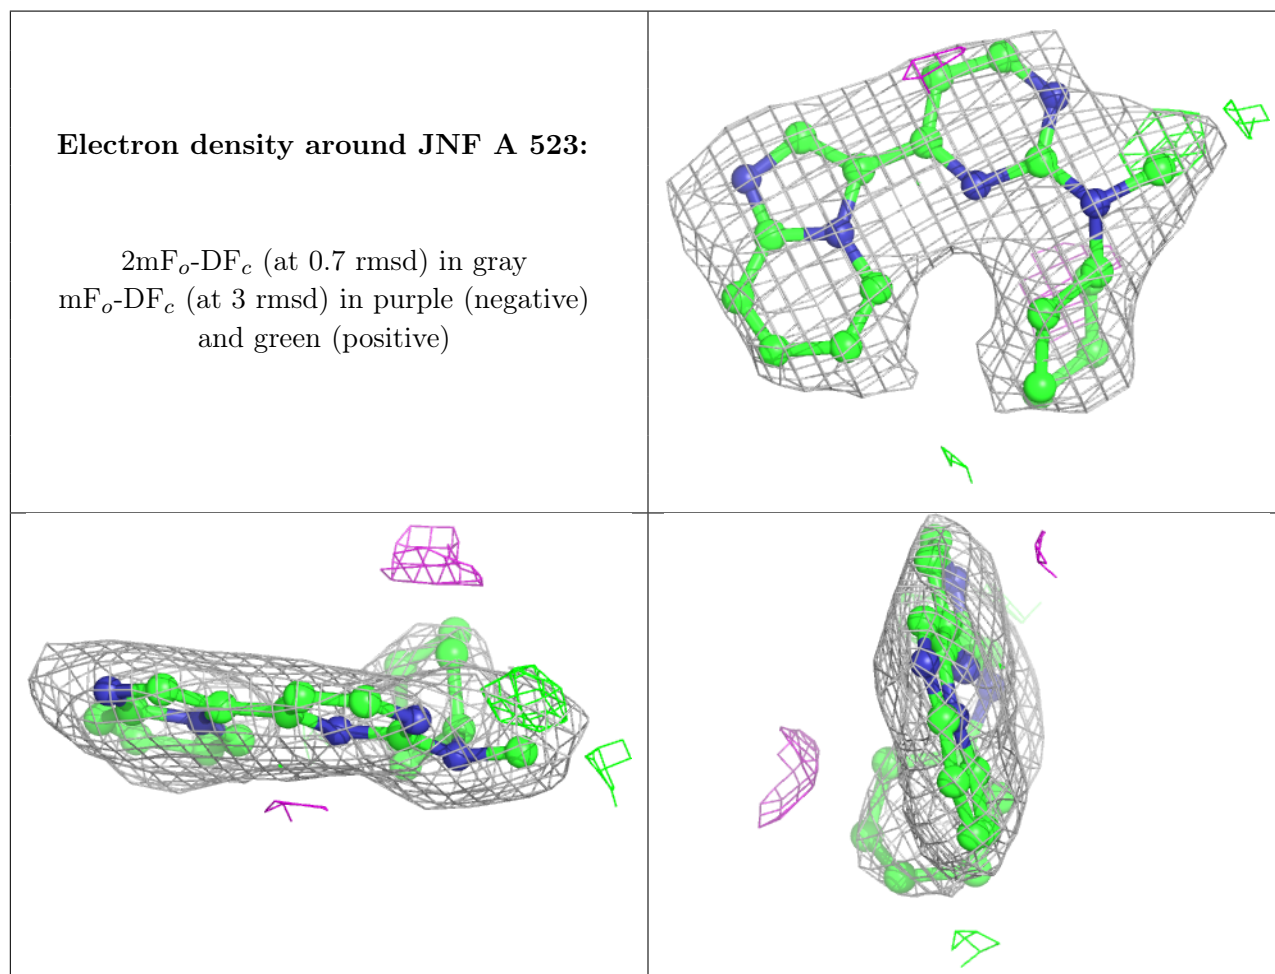 Electron density around JNF A 523:
2mFo-DFc (at 0.7 rmsd) in gray
mFo-DFc (at 3 rmsd) in purple (negative)
and green (positive)